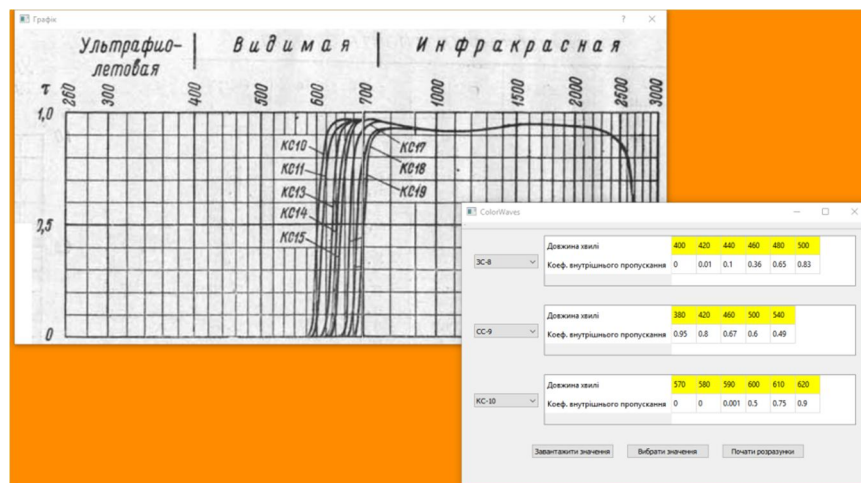 Графік
Ультрафио-
летовая
Видимая
Инфракрасная
τ 260 300 400 500 600 700 1000 1500 2000 2500 3000
1,0
КС10
КС17
КС11
КС18
КС13
КС19
КС14
0,5
КС15
0
ColorWaves
ЗС-8
Довжина хвилі 400 420 440 460 480 500
Коеф. внутрішнього пропускання 0 0.01 0.1 0.36 0.65 0.83
СС-9
Довжина хвилі 380 420 460 500 540
Коеф. внутрішнього пропускання 0.95 0.8 0.67 0.6 0.49
КС-10
Довжина хвилі 570 580 590 600 610 620
Коеф. внутрішнього пропускання 0 0 0.001 0.5 0.75 0.9
Завантажити значення Вибрати значення Почати розразунки